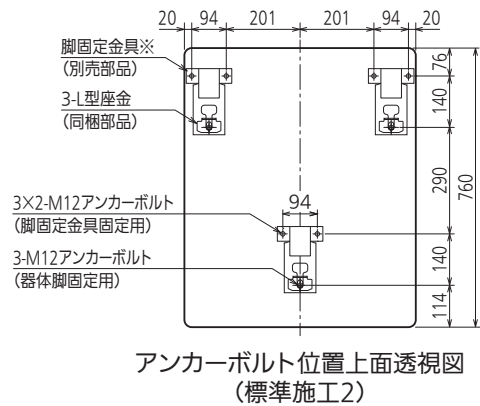 20 94 201 201 94 20
脚固定金具※
(別売部品)
3-L型座金
(同梱部品)
76
140
290
760
3×2-M12アンカーボルト
(脚固定金具固定用)
94
3-M12アンカーボルト
(器体脚固定用)
140
114
アンカーボルト位置上面透視図
(標準施工2)